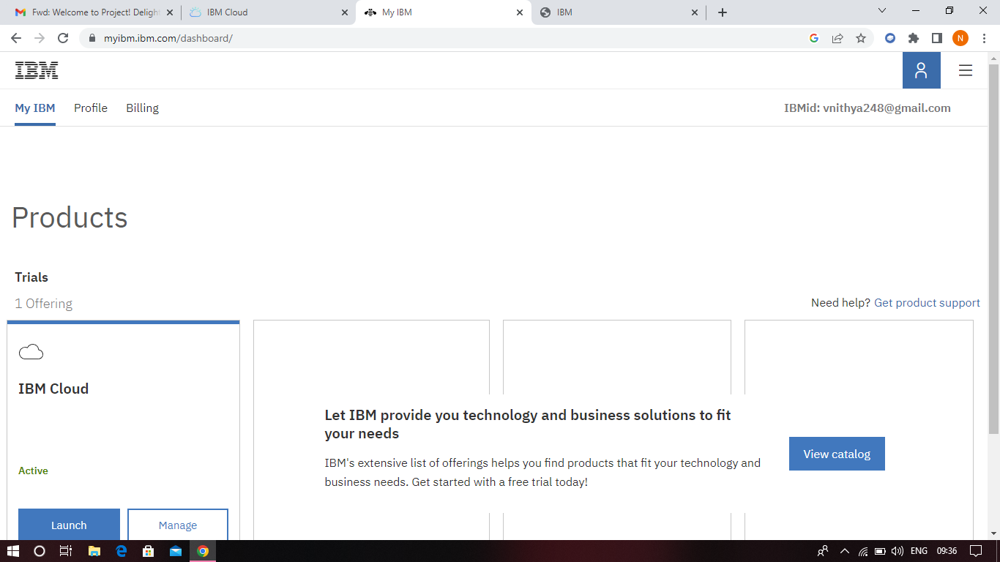 Fwd: Welcome to Project! Deligh
IBM Cloud
My IBM
IBM
myibm.ibm.com/dashboard/
N
IBM
My IBM
Profile
Billing
IBMid: vnithya248@gmail.com
Products
Trials
1 Offering
Need help? Get product support
IBM Cloud
Active
Launch
Manage
Let IBM provide you technology and business solutions to fit
your needs
IBM's extensive list of offerings helps you find products that fit your technology and
business needs. Get started with a free trial today!
View catalog
ENG
09:36